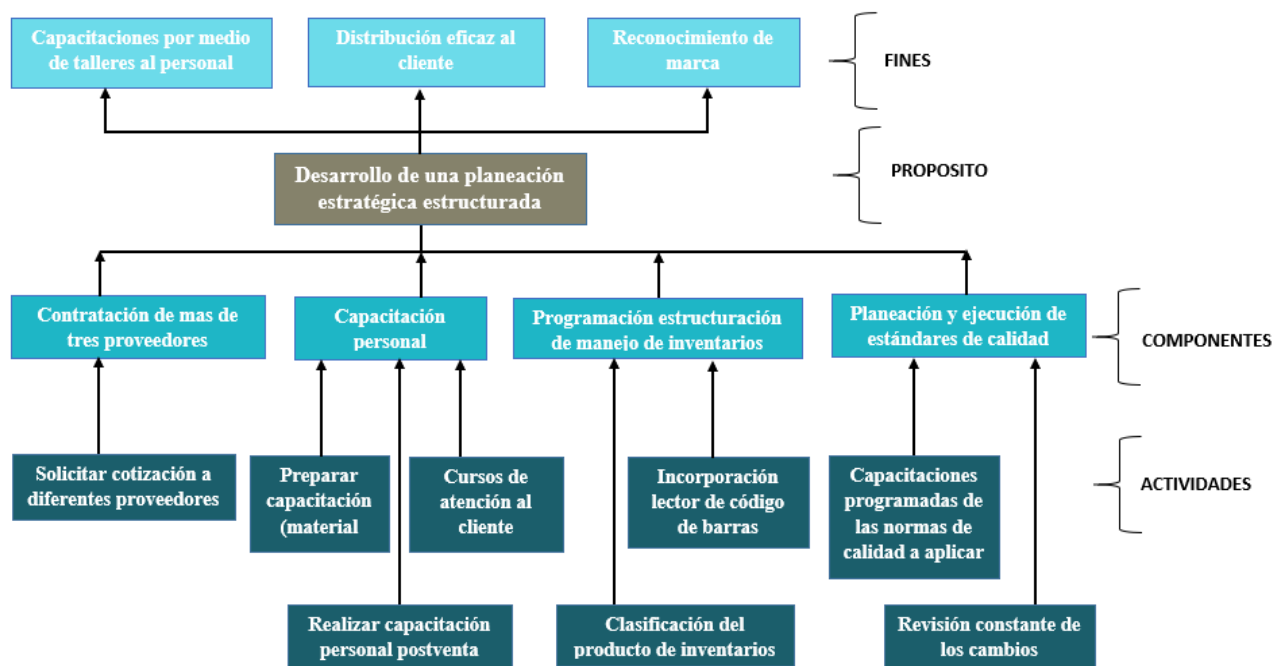 Capacitaciones por medio
de talleres al personal
Distribución eficaz al
cliente
Reconocimiento de
marca
FINES
Desarrollo de una planeación
estratégica estructurada
PROPOSITO
Contratación de mas de
tres proveedores
Capacitación
personal
Programación estructuración
de manejo de inventarios
Planeación y ejecución de
estándares de calidad
COMPONENTES
Solicitar cotización a
diferentes proveedores
Preparar
capacitación
(material
Cursos de
atención al
cliente
Incorporación
lector de código
de barras
Capacitaciones
programadas de
las normas de
calidad a aplicar
ACTIVIDADES
Realizar capacitación
personal postventa
Clasificación del
producto de inventarios
Revisión constante de
los cambios